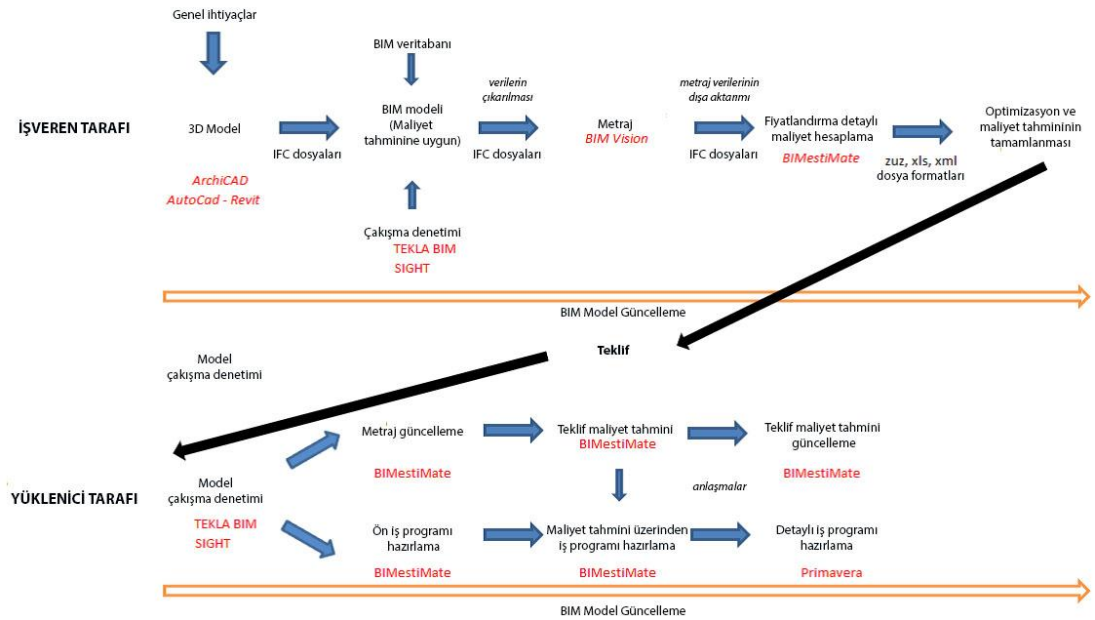 Genel ihtiyaçlar
BIM veritabanı
verilerin
çıkarılması
metraj verilerinin
dışa aktarımı
İŞVEREN TARAFI
3D Model
IFC dosyaları
BIM modeli
(Maliyet
tahminine uygun)
IFC dosyaları
Metraj
BIM Vision
IFC dosyaları
Fiyatlandırma detaylı
maliyet hesaplama
BIMestiMate
zuz, xls, xml
dosya formatları
Optimizasyon ve
maliyet tahmininin
tamamlanması
ArchiCAD
AutoCad - Revit
Çakışma denetimi
TEKLA BIM
SIGHT
BIM Model Güncelleme
Teklif
Model
çakışma denetimi
YÜKLENİCİ TARAFI
Model
çakışma denetimi
TEKLA BIM
SIGHT
Metraj güncelleme
BIMestiMate
Teklif maliyet tahmini
BIMestiMate
Teklif maliyet tahmini
güncelleme
BIMestiMate
anlaşmalar
Ön iş programı
hazırlama
BIMestiMate
Maliyet tahmini üzerinden
iş programı hazırlama
BIMestiMate
Detaylı iş programı
hazırlama
Primavera
BIM Model Güncelleme